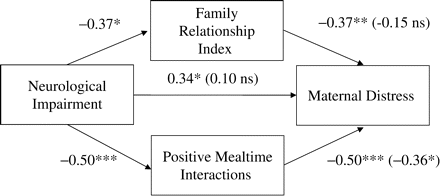 Family
Relationship
Index
−0.37*
−0.37** (-0.15 ns)
Neurological
Impairment
0.34* (0.10 ns)
Maternal Distress
−0.50***
Positive Mealtime
Interactions
−0.50*** (−0.36*)